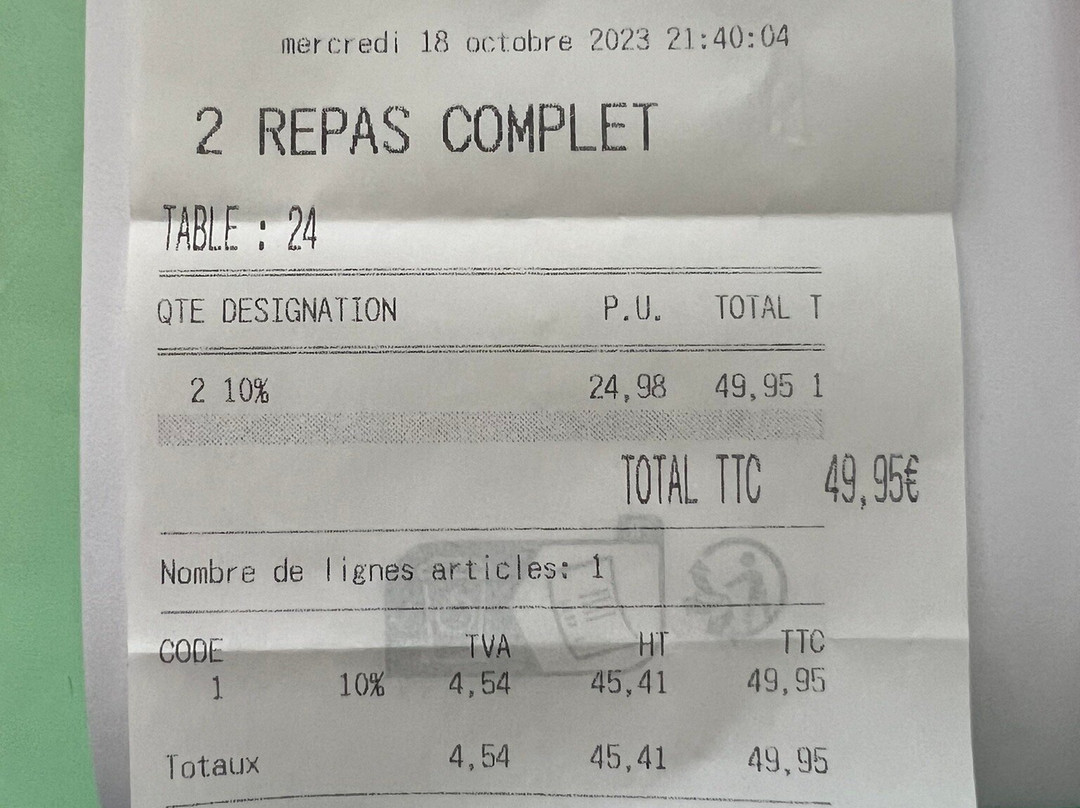 mercredi 18 octobre 2023 21:40:04
2 REPAS COMPLET
TABLE : 24
QTE DESIGNATION P.U. TOTAL T
2 10% 24,98 49,95 1
TOTAL TTC 49,95€
Nombre de lignes articles: 1
CODE TVA HT TTC
1 10% 4,54 45,41 49,95
Totaux 4,54 45,41 49,95